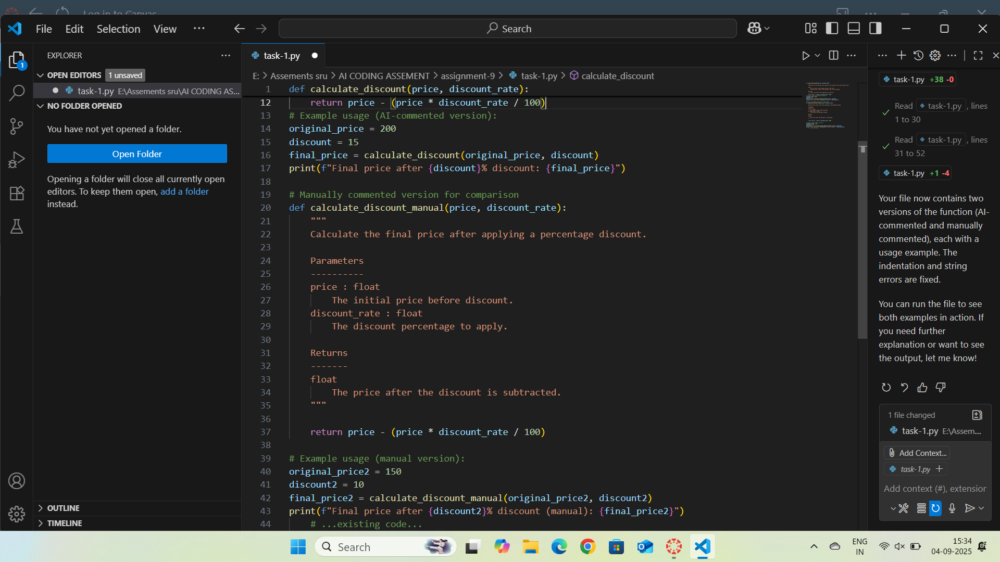 Log in to Canvas
File Edit Selection View ... Search
EXPLORER
OPEN EDITORS 1 unsaved
task-1.py E:\Assements sru\AI CODING AS...
NO FOLDER OPENED
You have not yet opened a folder.
Open Folder
Opening a folder will close all currently open
editors. To keep them open, add a folder
instead.
OUTLINE
TIMELINE
1
task-1.py
E: > Assements sru > AI CODING ASSEMENT > assignment-9 > task-1.py > calculate_discount
1 def calculate_discount(price, discount_rate):
12     return price - (price * discount_rate / 100)
13 # Example usage (AI-commented version):
14 original_price = 200
15 discount = 15
16 final_price = calculate_discount(original_price, discount)
17 print(f"Final price after {discount}% discount: {final_price}")
18
19 # Manually commented version for comparison
20 def calculate_discount_manual(price, discount_rate):
21     """
22     Calculate the final price after applying a percentage discount.
23
24     Parameters
25     ----------
26     price : float
27         The initial price before discount.
28     discount_rate : float
29         The discount percentage to apply.
30
31     Returns
32     -------
33     float
34         The price after the discount is subtracted.
35     """
36
37     return price - (price * discount_rate / 100)
38
39 # Example usage (manual version):
40 original_price2 = 150
41 discount2 = 10
42 final_price2 = calculate_discount_manual(original_price2, discount2)
43 print(f"Final price after {discount2}% discount (manual): {final_price2}")
44     # ...existing code...
task-1.py +38 -0
Read task-1.py , lines
1 to 30
Read task-1.py , lines
31 to 52
task-1.py +1 -4
Your file now contains two
versions of the function (AI-
commented and manually
commented), each with a
usage example. The
indentation and string
errors are fixed.
You can run the file to see
both examples in action. If
you need further
explanation or want to see
the output, let me know!
1 file changed
task-1.py E:\Assem...
Add Context...
task-1.py +
Add context (#), extension
Search
ENG
IN
15:34
04-09-2025